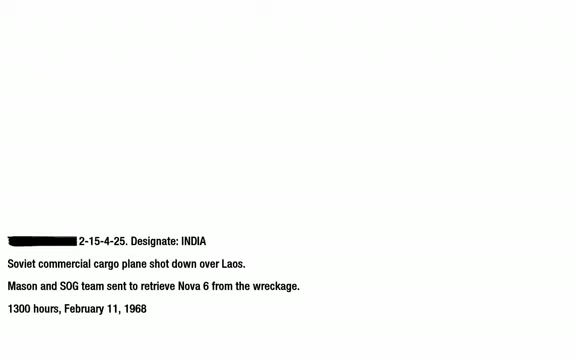 2-15-4-25. Designate: INDIA
Soviet commercial cargo plane shot down over Laos.
Mason and SOG team sent to retrieve Nova 6 from the wreckage.
1300 hours, February 11, 1968